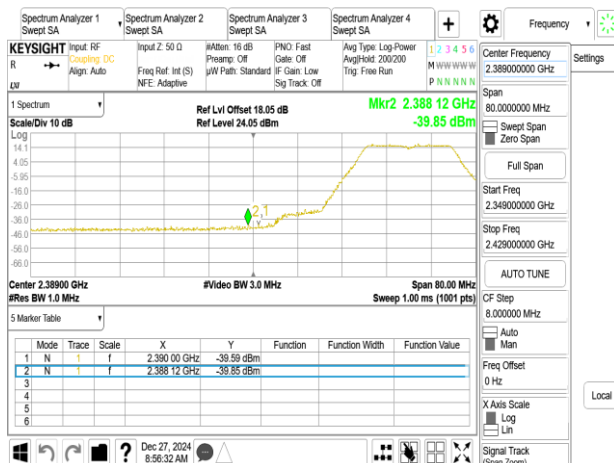 Spectrum Analyzer 1
Swept SA
Spectrum Analyzer 2
Swept SA
Spectrum Analyzer 3
Swept SA
Spectrum Analyzer 4
Swept SA
+
Frequency
Settings
KEYSIGHT
R
Input: RF
Coupling: DC
Align: Auto
Input Z: 50 Ω
Freq Ref: Int (S)
NFE: Adaptive
#Atten: 16 dB
Preamp: Off
µW Path: Standard
PNO: Fast
Gate: Off
IF Gain: Low
Sig Track: Off
Avg Type: Log-Power
Avg|Hold: 200/200
Trig: Free Run
1 2 3 4 5 6
M W W W W W
P N N N N N
1 Spectrum
Scale/Div 10 dB
Ref Lvl Offset 18.05 dB
Ref Level 24.05 dBm
Mkr2 2.388 12 GHz
-39.85 dBm
Log
14.1
4.05
-5.95
-16.0
-26.0
-36.0
-46.0
-56.0
-66.0
2
1
Center 2.38900 GHz
#Res BW 1.0 MHz
#Video BW 3.0 MHz
Span 80.00 MHz
Sweep 1.00 ms (1001 pts)
5 Marker Table
Mode Trace Scale X Y Function Function Width Function Value
1 N 1 f 2.390 00 GHz -39.59 dBm
2 N 1 f 2.388 12 GHz -39.85 dBm
3
4
5
6
Center Frequency
2.389000000 GHz
Span
80.0000000 MHz
Swept Span
Zero Span
Full Span
Start Freq
2.349000000 GHz
Stop Freq
2.429000000 GHz
AUTO TUNE
CF Step
8.000000 MHz
Auto
Man
Freq Offset
0 Hz
X Axis Scale
Log
Lin
Signal Track
(Span Zoom)
Local
?
Dec 27, 2024
8:56:32 AM